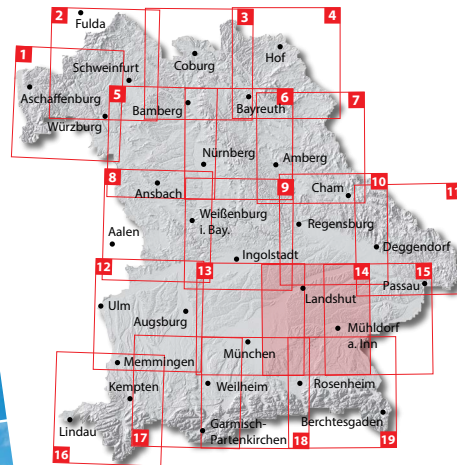 2
3
4
Fulda
1
Hof
Coburg
Schweinfurt
Aschaffenburg
5
6
7
Bamberg
Bayreuth
Würzburg
Nürnberg
Amberg
8
9
10
Ansbach
Cham
11
Weißenburg
i. Bay.
Regensburg
Aalen
Deggendorf
Ingolstadt
12
13
14
15
Passau
Landshut
Ulm
Augsburg
Mühldorf
a. Inn
München
Memmingen
Kempten
Weilheim
Rosenheim
Lindau
Garmisch-
Partenkirchen
Berchtesgaden
16
17
18
19